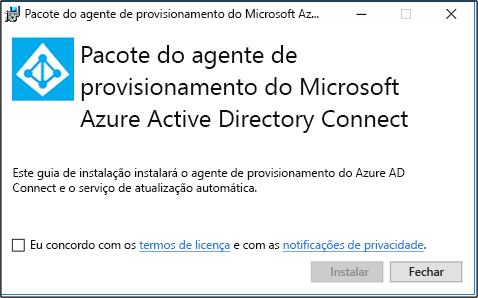 Pacote do agente de provisionamento do Microsoft Az...
Pacote do agente de
provisionamento do Microsoft
Azure Active Directory Connect
Este guia de instalação instalará o agente de provisionamento do Azure AD
Connect e o serviço de atualização automática.
Eu concordo com os termos de licença e com as notificações de privacidade.
Instalar
Fechar